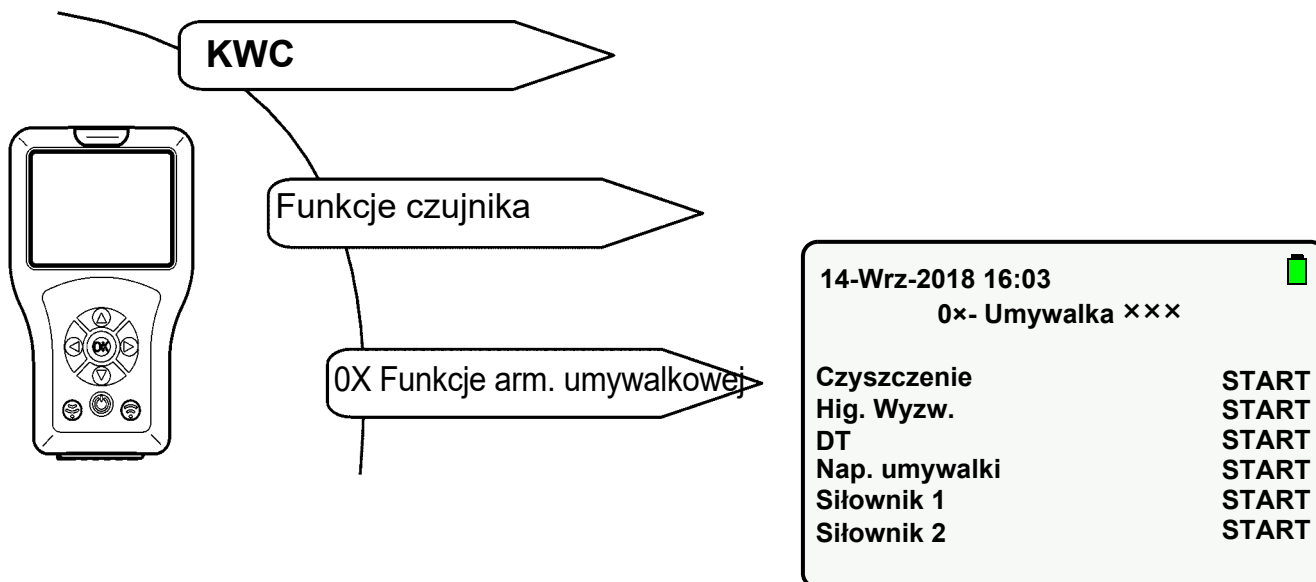 KWC
Funkcje czujnika
0X Funkcje arm. umywalkowej
OK
14-Wrz-2018 16:03
0×- Umywalka ×××
Czyszczenie START
Hig. Wyzw. START
DT START
Nap. umywalki START
Siłownik 1 START
Siłownik 2 START